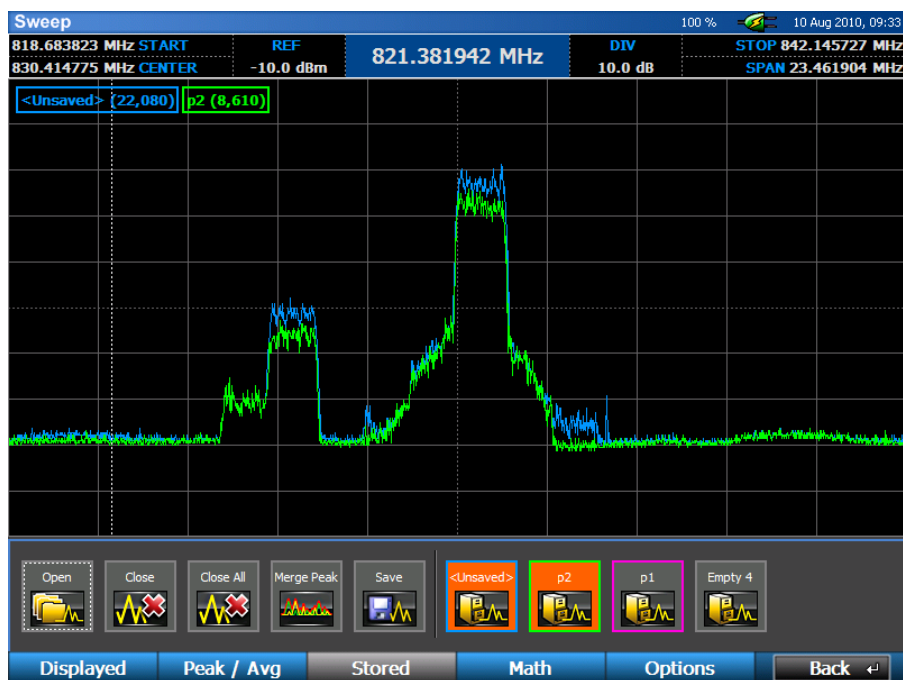 Sweep 100 % 10 Aug 2010, 09:33
818.683823 MHz START REF 821.381942 MHz DIV STOP 842.145727 MHz
830.414775 MHz CENTER -10.0 dBm 10.0 dB SPAN 23.461904 MHz
<Unsaved> (22,080) p2 (8,610)
Open Close Close All Merge Peak Save <Unsaved> p2 p1 Empty 4
Displayed Peak / Avg Stored Math Options Back ↵